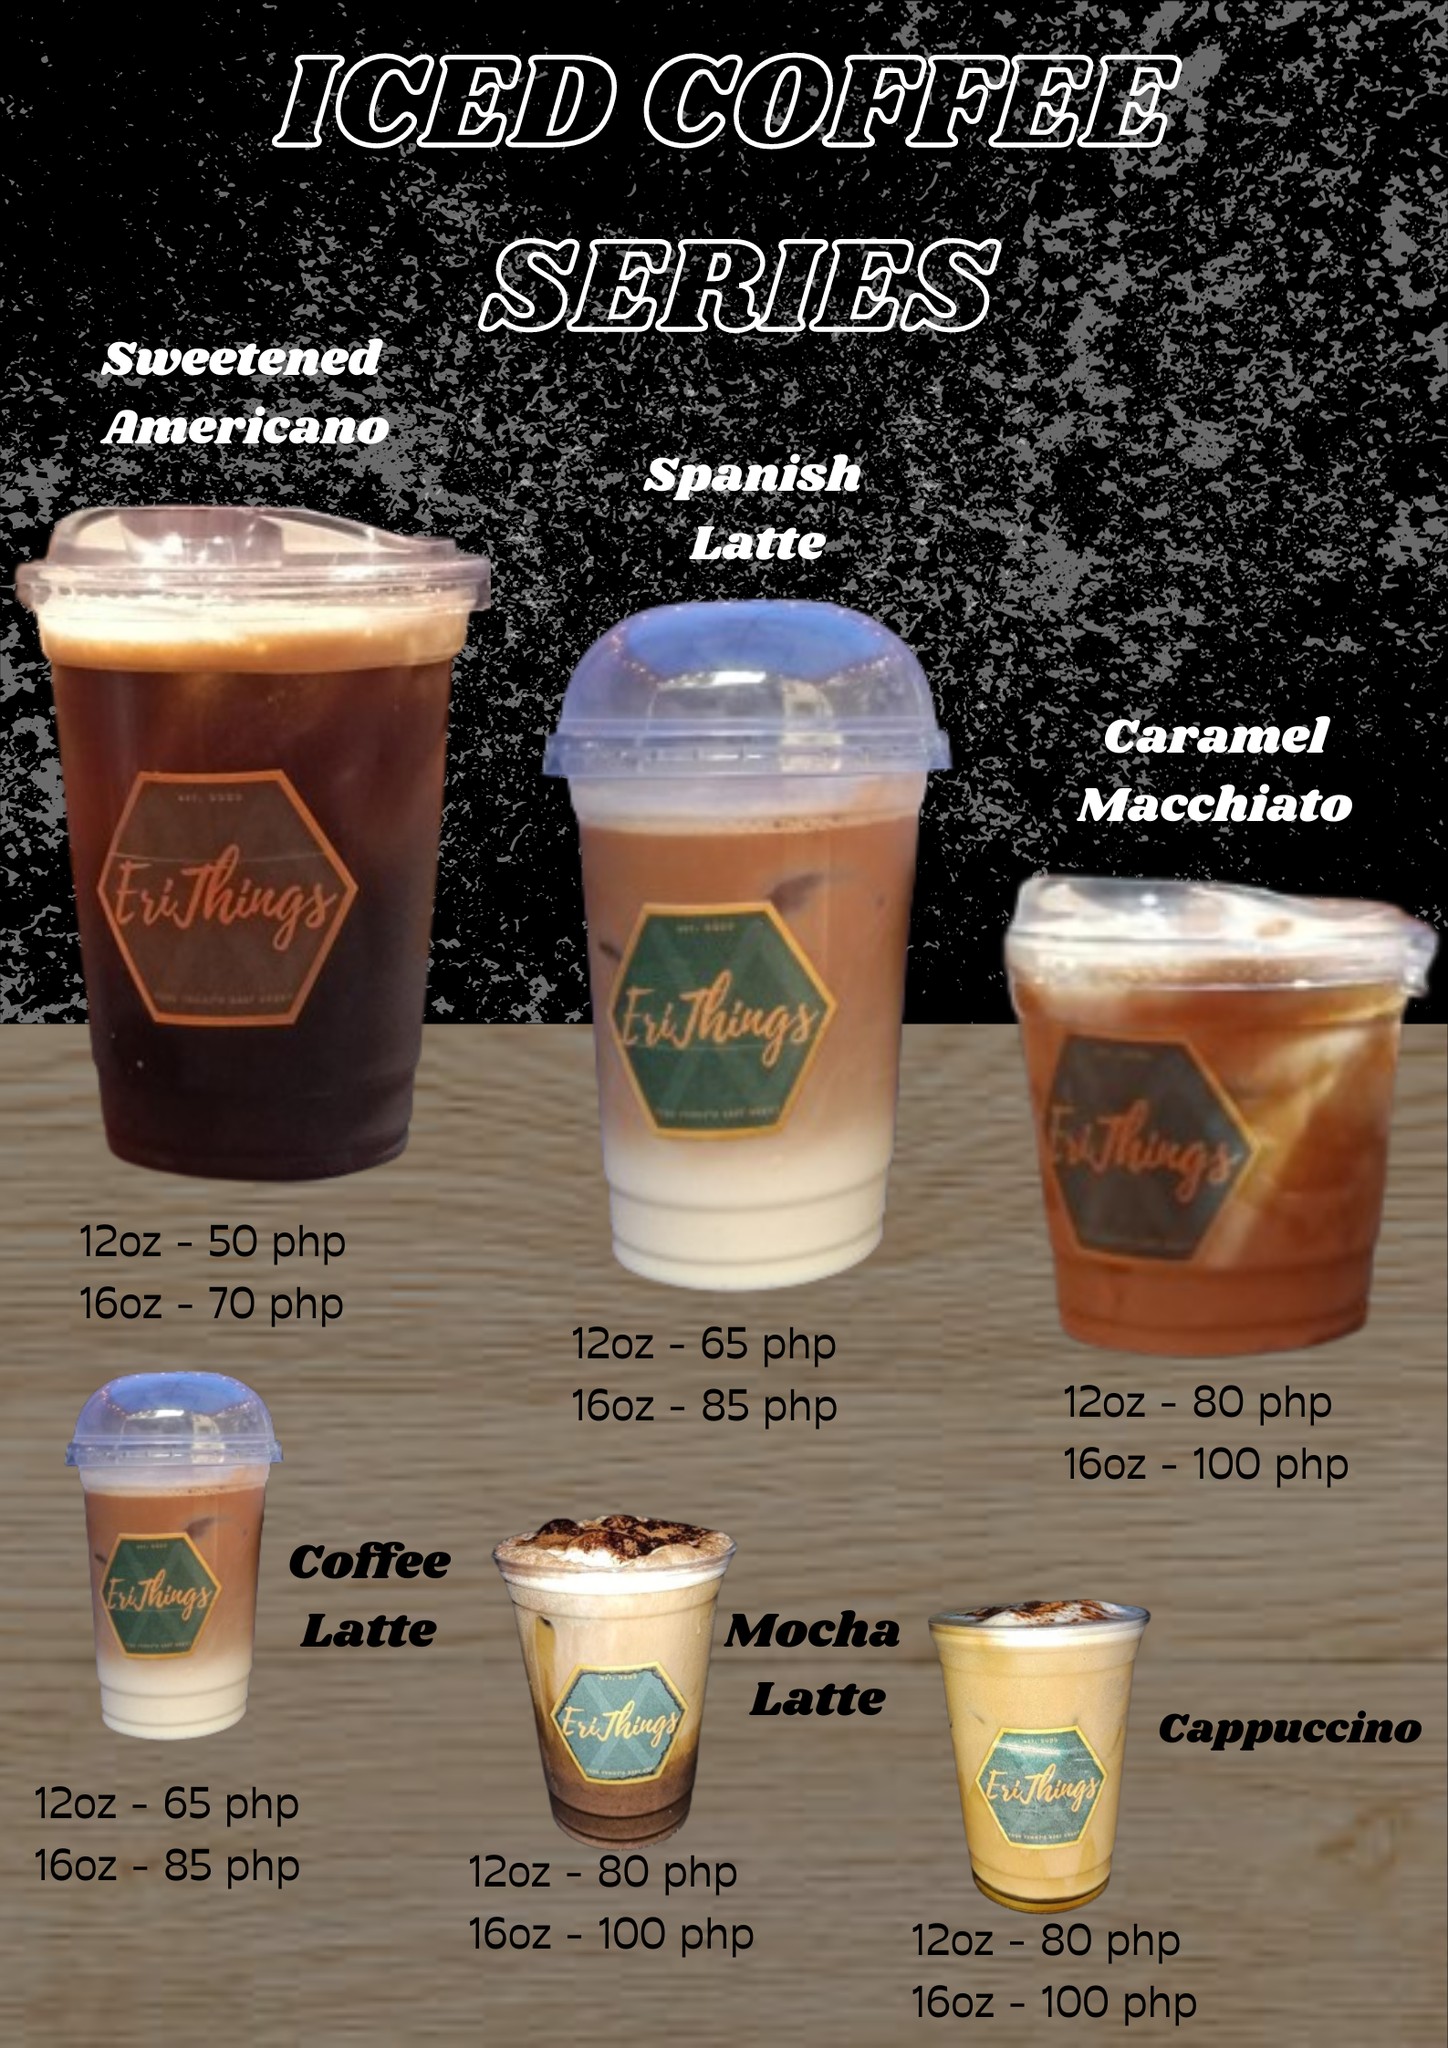 ICED COFFEE
SERIES
Sweetened
Americano
Spanish
Latte
Caramel
Macchiato
EriThings
EriThings
EriThings
12oz - 50 php
16oz - 70 php
12oz - 65 php
16oz - 85 php
12oz - 80 php
16oz - 100 php
EriThings
Coffee
Latte
EriThings
Mocha
Latte
EriThings
Cappuccino
12oz - 65 php
16oz - 85 php
12oz - 80 php
16oz - 100 php
12oz - 80 php
16oz - 100 php